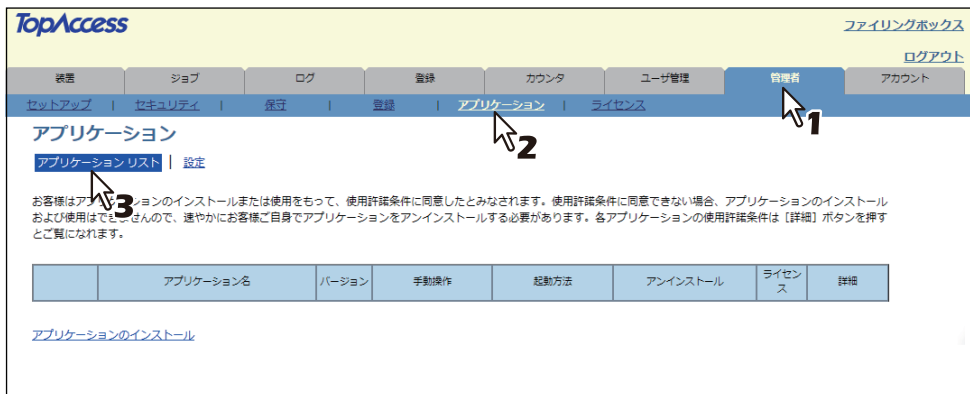 TopAccess
ファイリングボックス
ログアウト
装置 ジョブ ログ 登録 カウンタ ユーザ管理 管理者 アカウント
セットアップ | セキュリティ | 保守 | 登録 | アプリケーション | ライセンス
1
2
アプリケーション
アプリケーション リスト | 設定
3
お客様はアプリケーションのインストールまたは使用をもって、使用許諾条件に同意したとみなされます。使用許諾条件に同意できない場合、アプリケーションのインストール
および使用はできませんので、速やかにお客様ご自身でアプリケーションをアンインストールする必要があります。各アプリケーションの使用許諾条件は［詳細］ボタンを押す
とご覧になれます。
アプリケーション名 バージョン 手動操作 起動方法 アンインストール ライセン
ス 詳細
アプリケーションのインストール